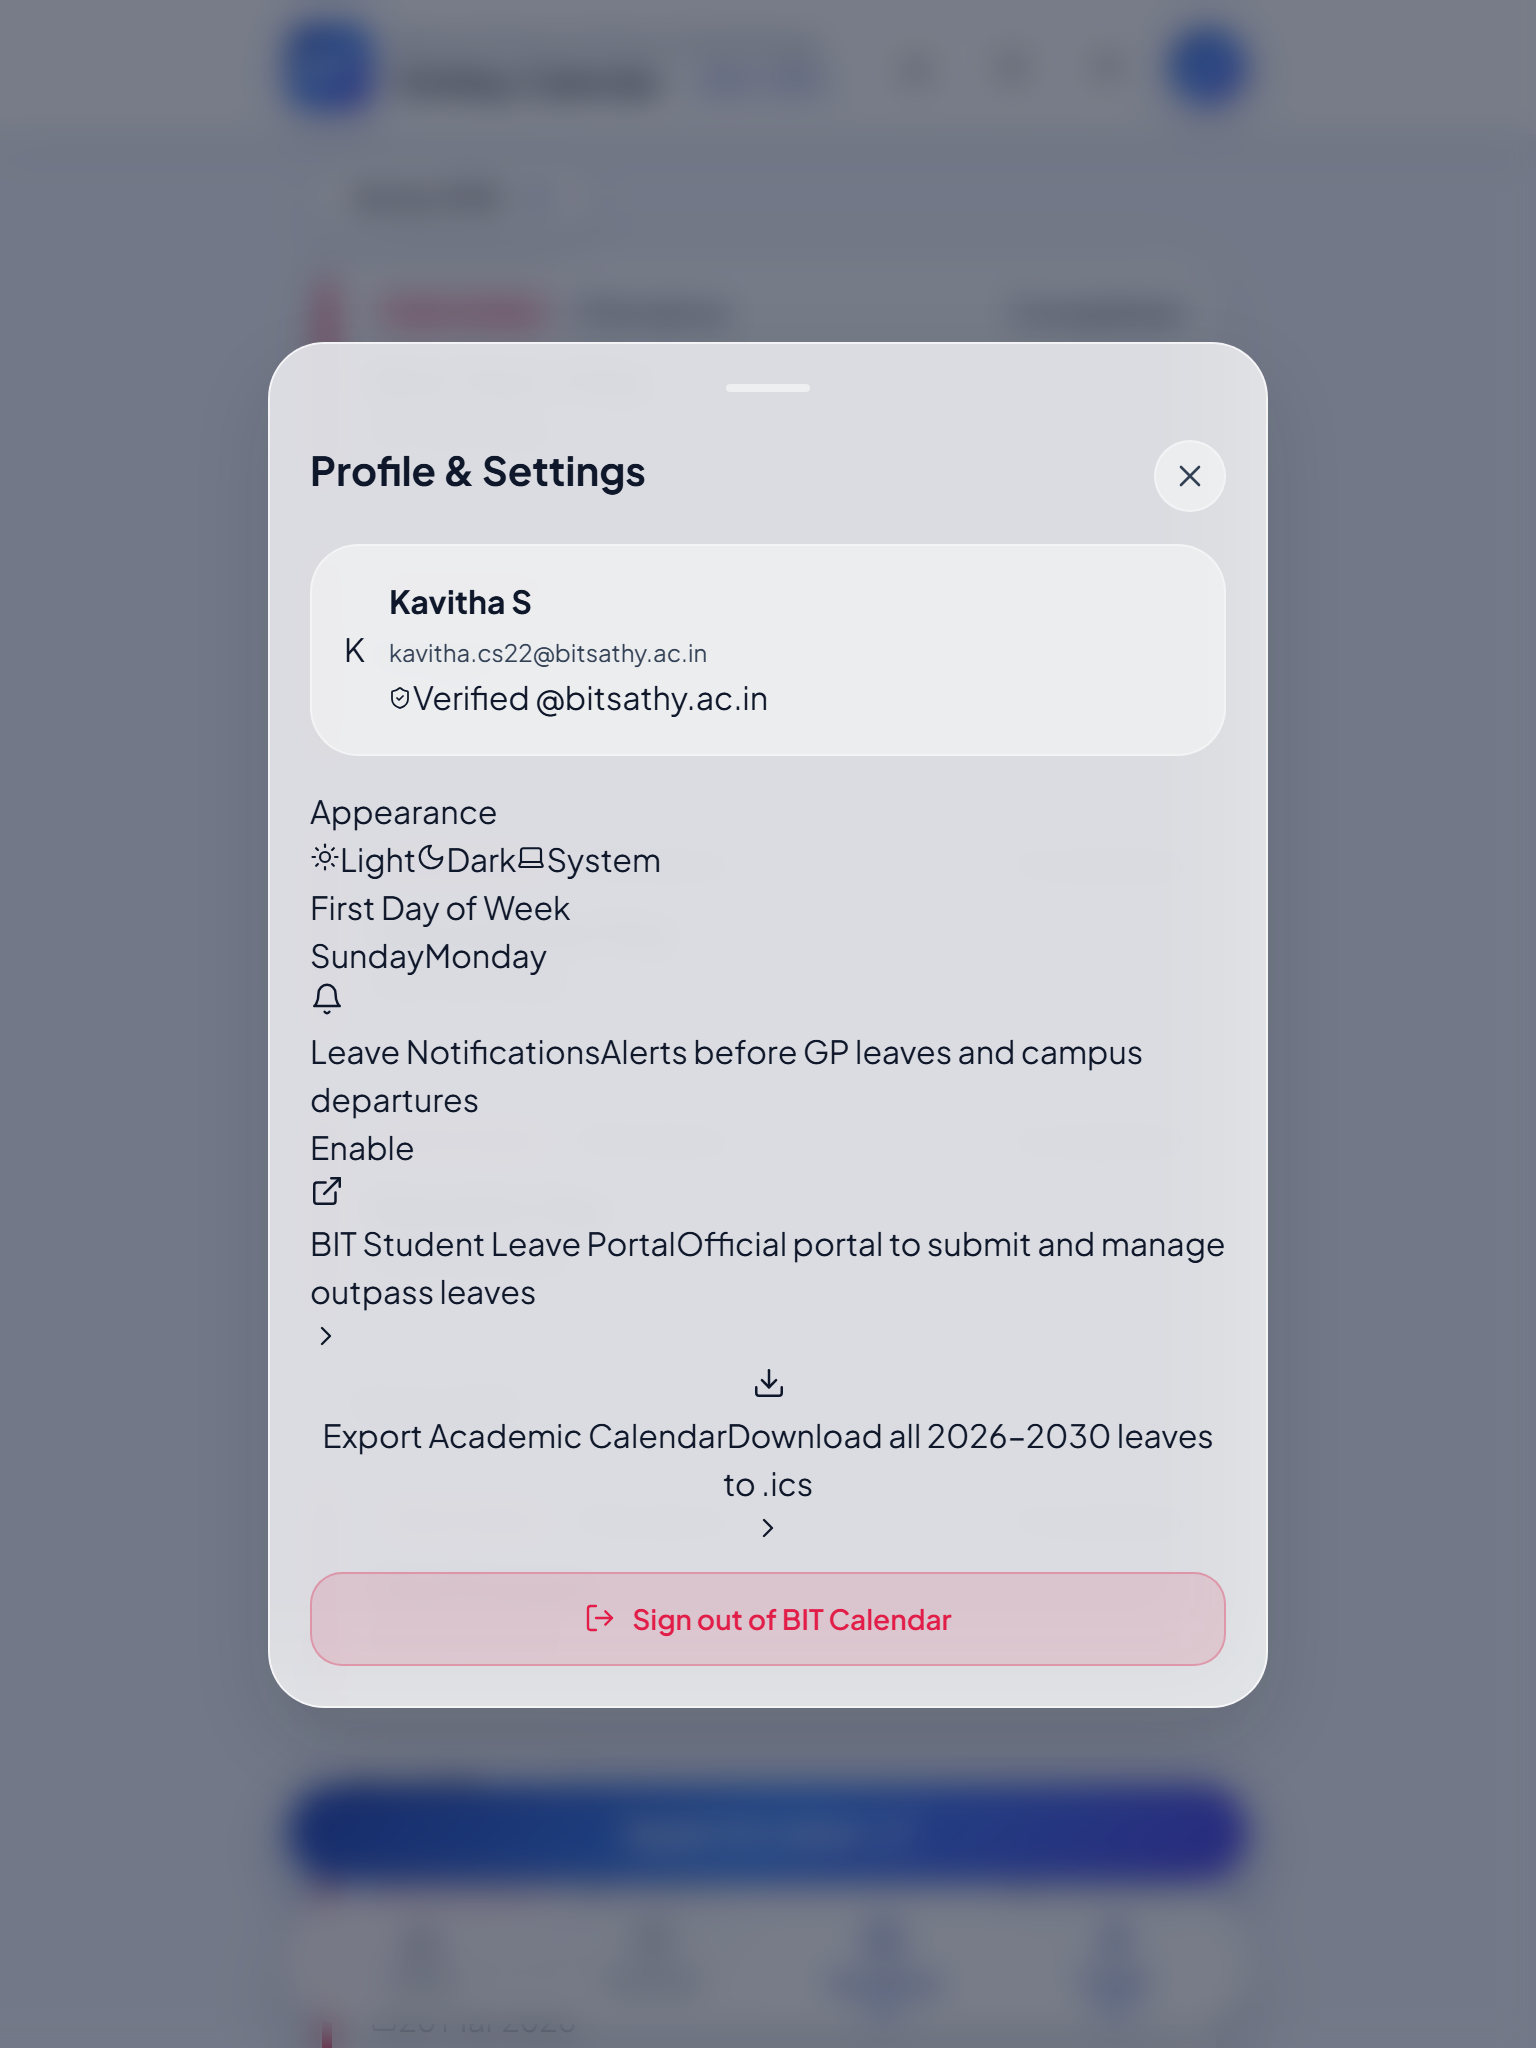 Profile & Settings
Kavitha S
K
kavitha.cs22@bitsathy.ac.in
Verified @bitsathy.ac.in
Appearance
LightDarkSystem
First Day of Week
SundayMonday
Leave NotificationsAlerts before GP leaves and campus
departures
Enable
BIT Student Leave PortalOfficial portal to submit and manage
outpass leaves
Export Academic CalendarDownload all 2026–2030 leaves
to .ics
Sign out of BIT Calendar